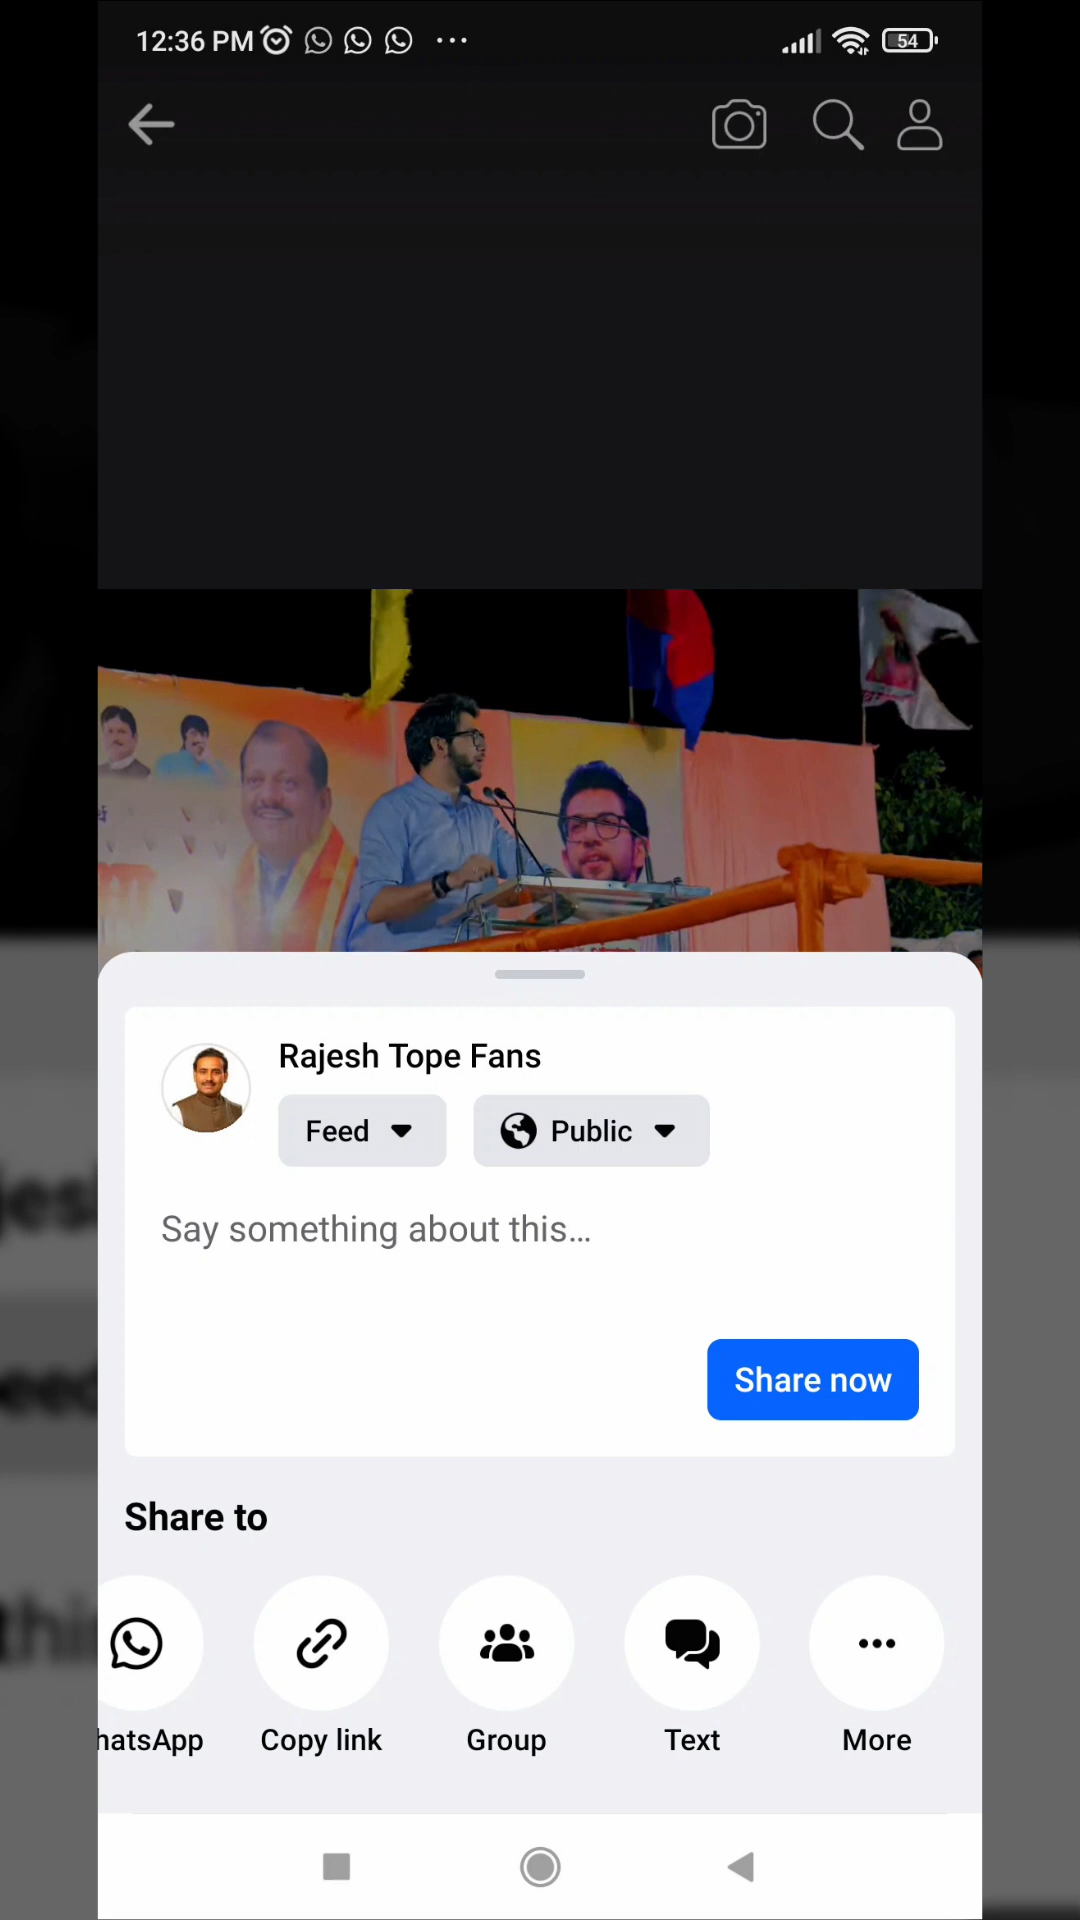 12:36 PM
54
Rajesh Tope Fans
Feed
Public
Say something about this...
Share now
Share to
hatsApp
Copy link
Group
Text
More